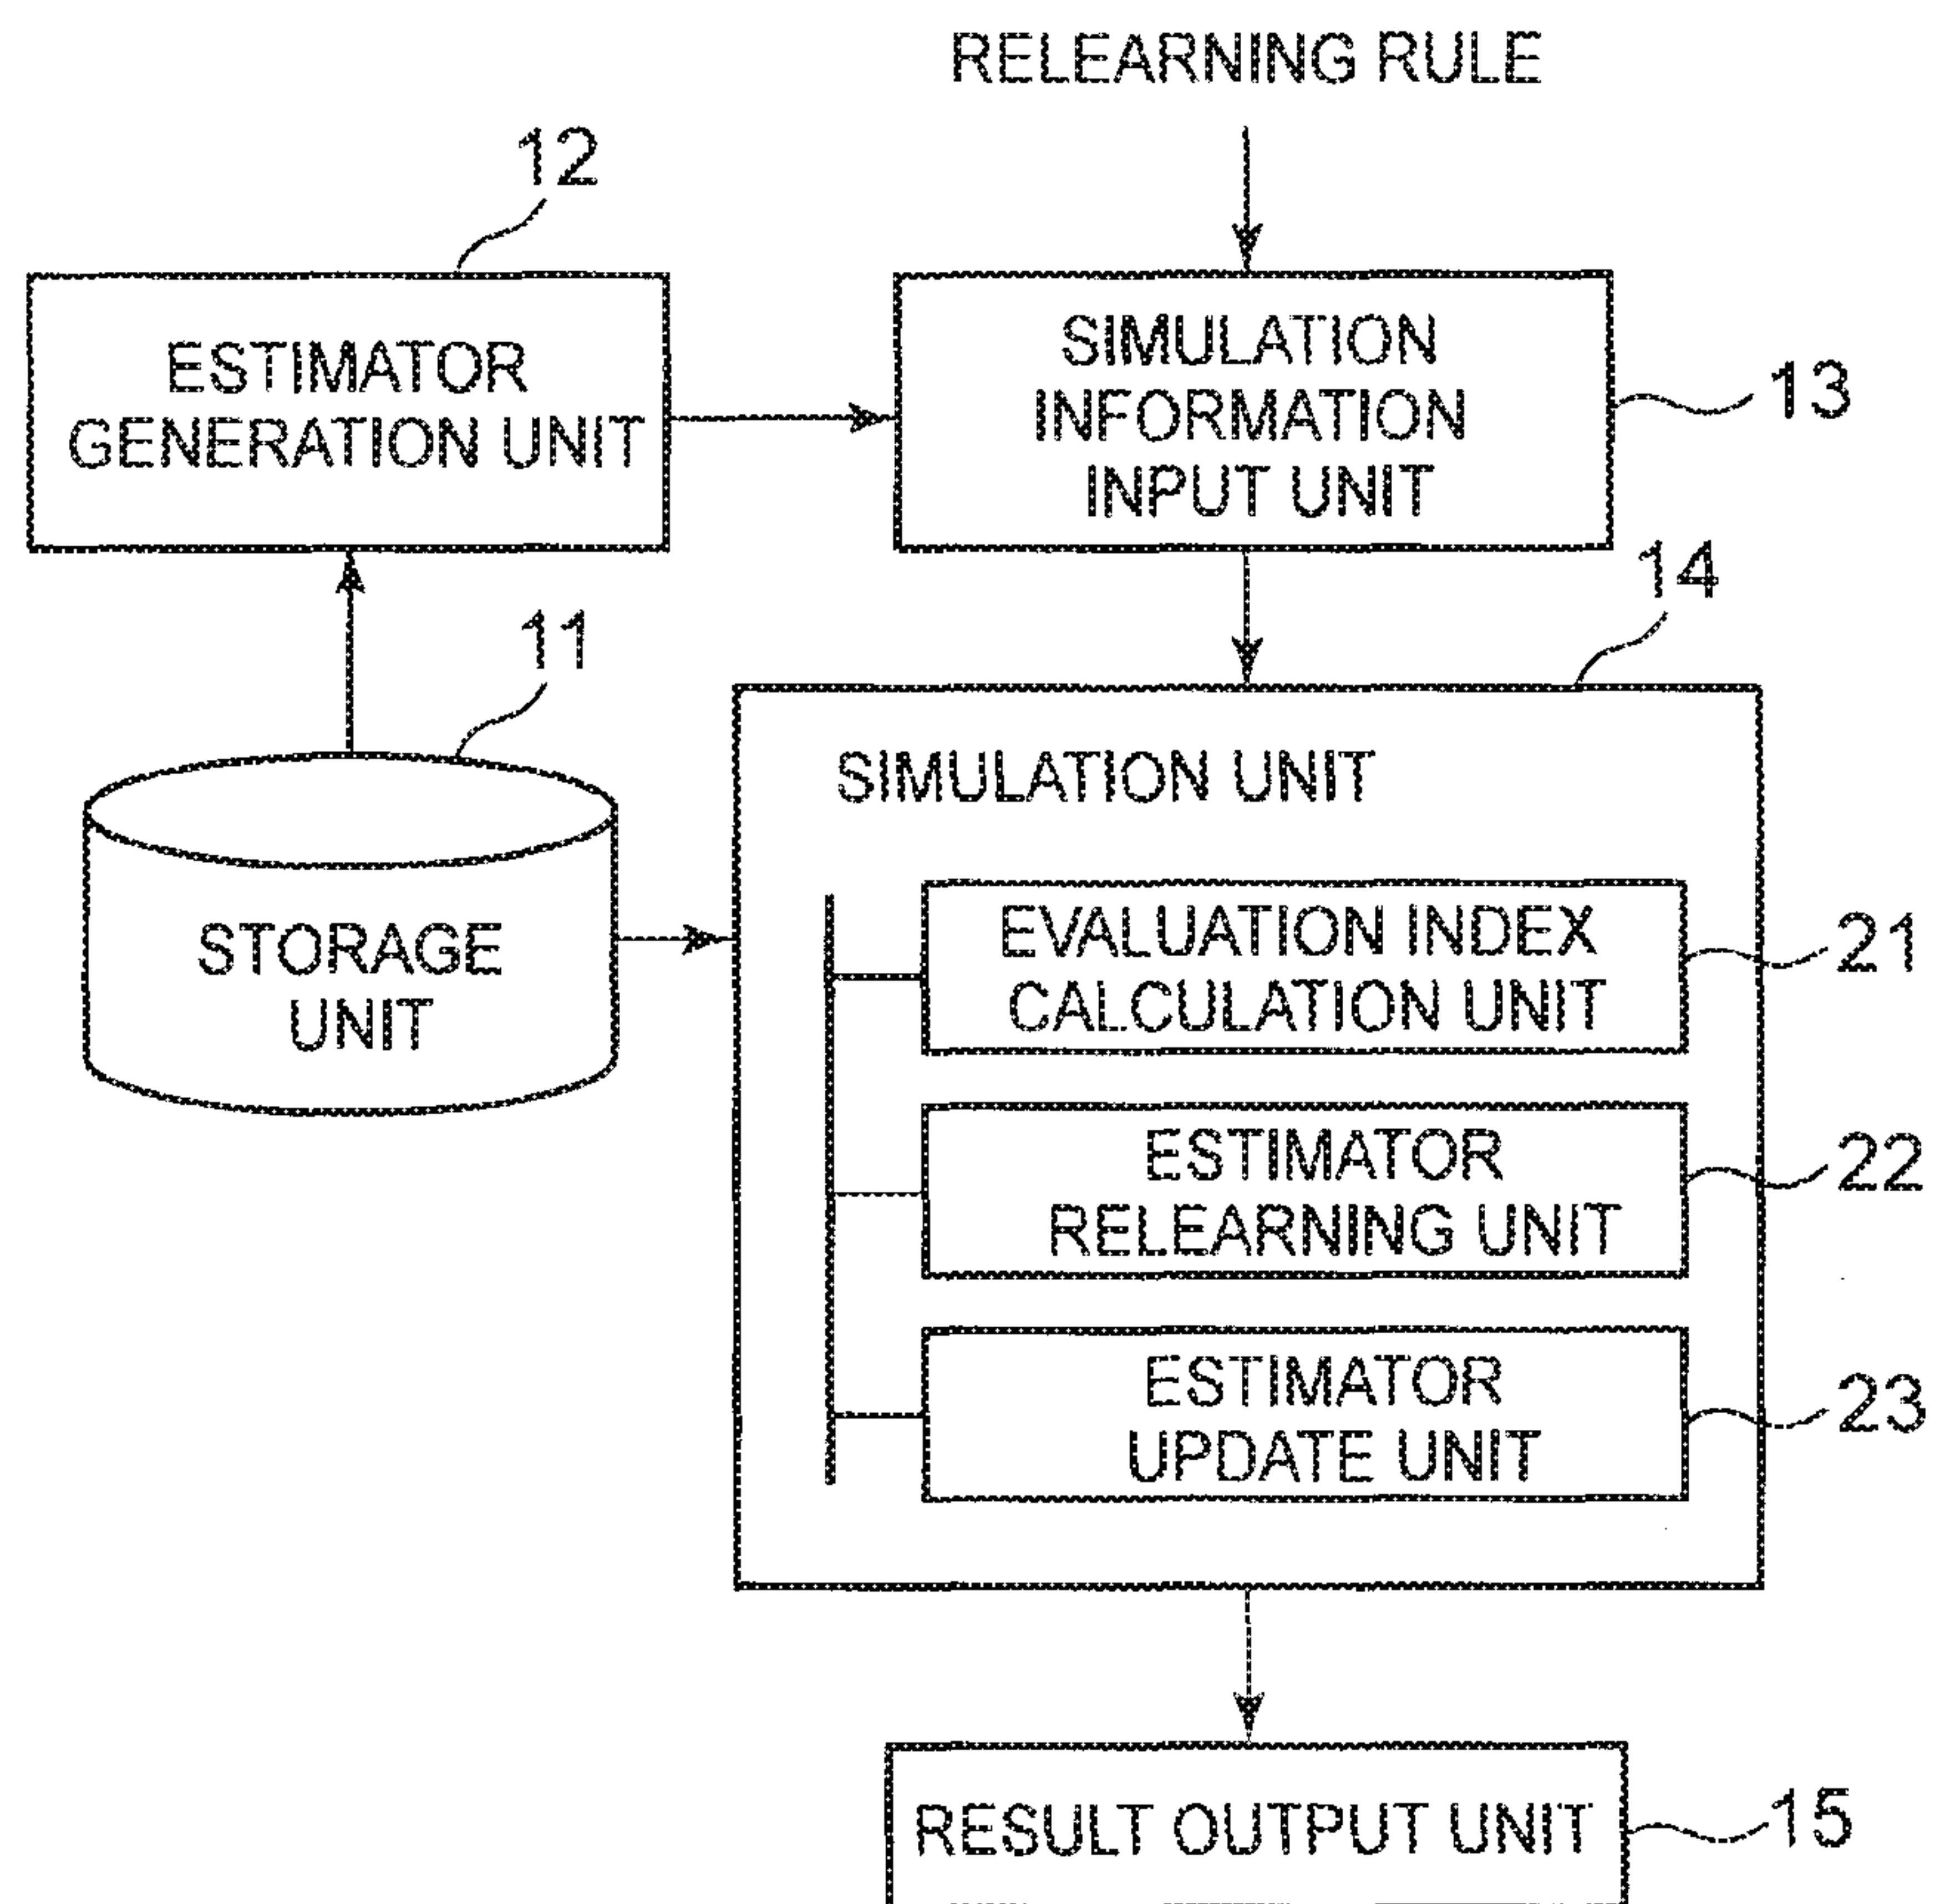 RELEARNING RULE
12
ESTIMATOR
GENERATION UNIT
SIMULATION
INFORMATION
INPUT UNIT
13
14
11
STORAGE
UNIT
SIMULATION UNIT
EVALUATION INDEX
CALCULATION UNIT
21
ESTIMATOR
RELEARNING UNIT
22
ESTIMATOR
UPDATE UNIT
23
RESULT OUTPUT UNIT
15